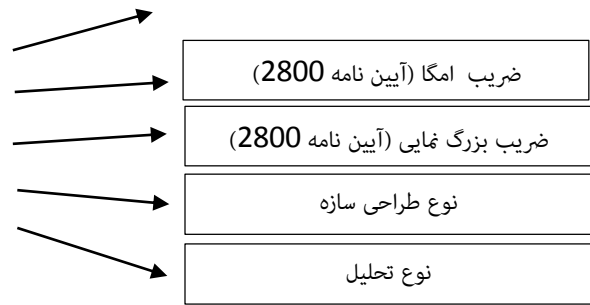 ضریب امگا (آیین نامه 2800)
ضریب بزرگ نمایی (آیین نامه 2800)
نوع طراحی سازه
نوع تحلیل